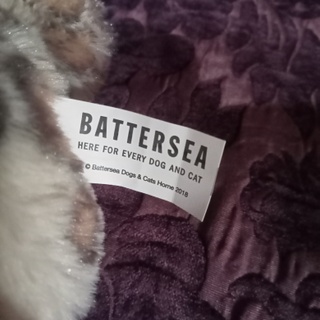 BATTERSEA
HERE FOR EVERY DOG AND CAT
© Battersea Dogs & Cats Home 2018